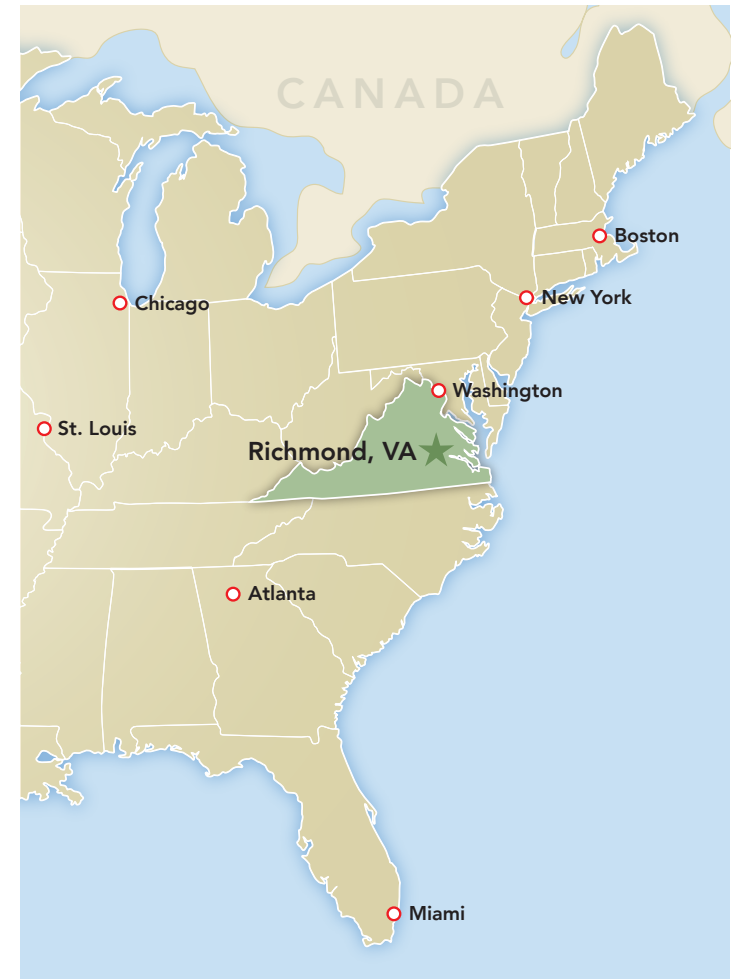 CANADA
Boston
New York
Chicago
Washington
St. Louis
Richmond, VA
Atlanta
Miami